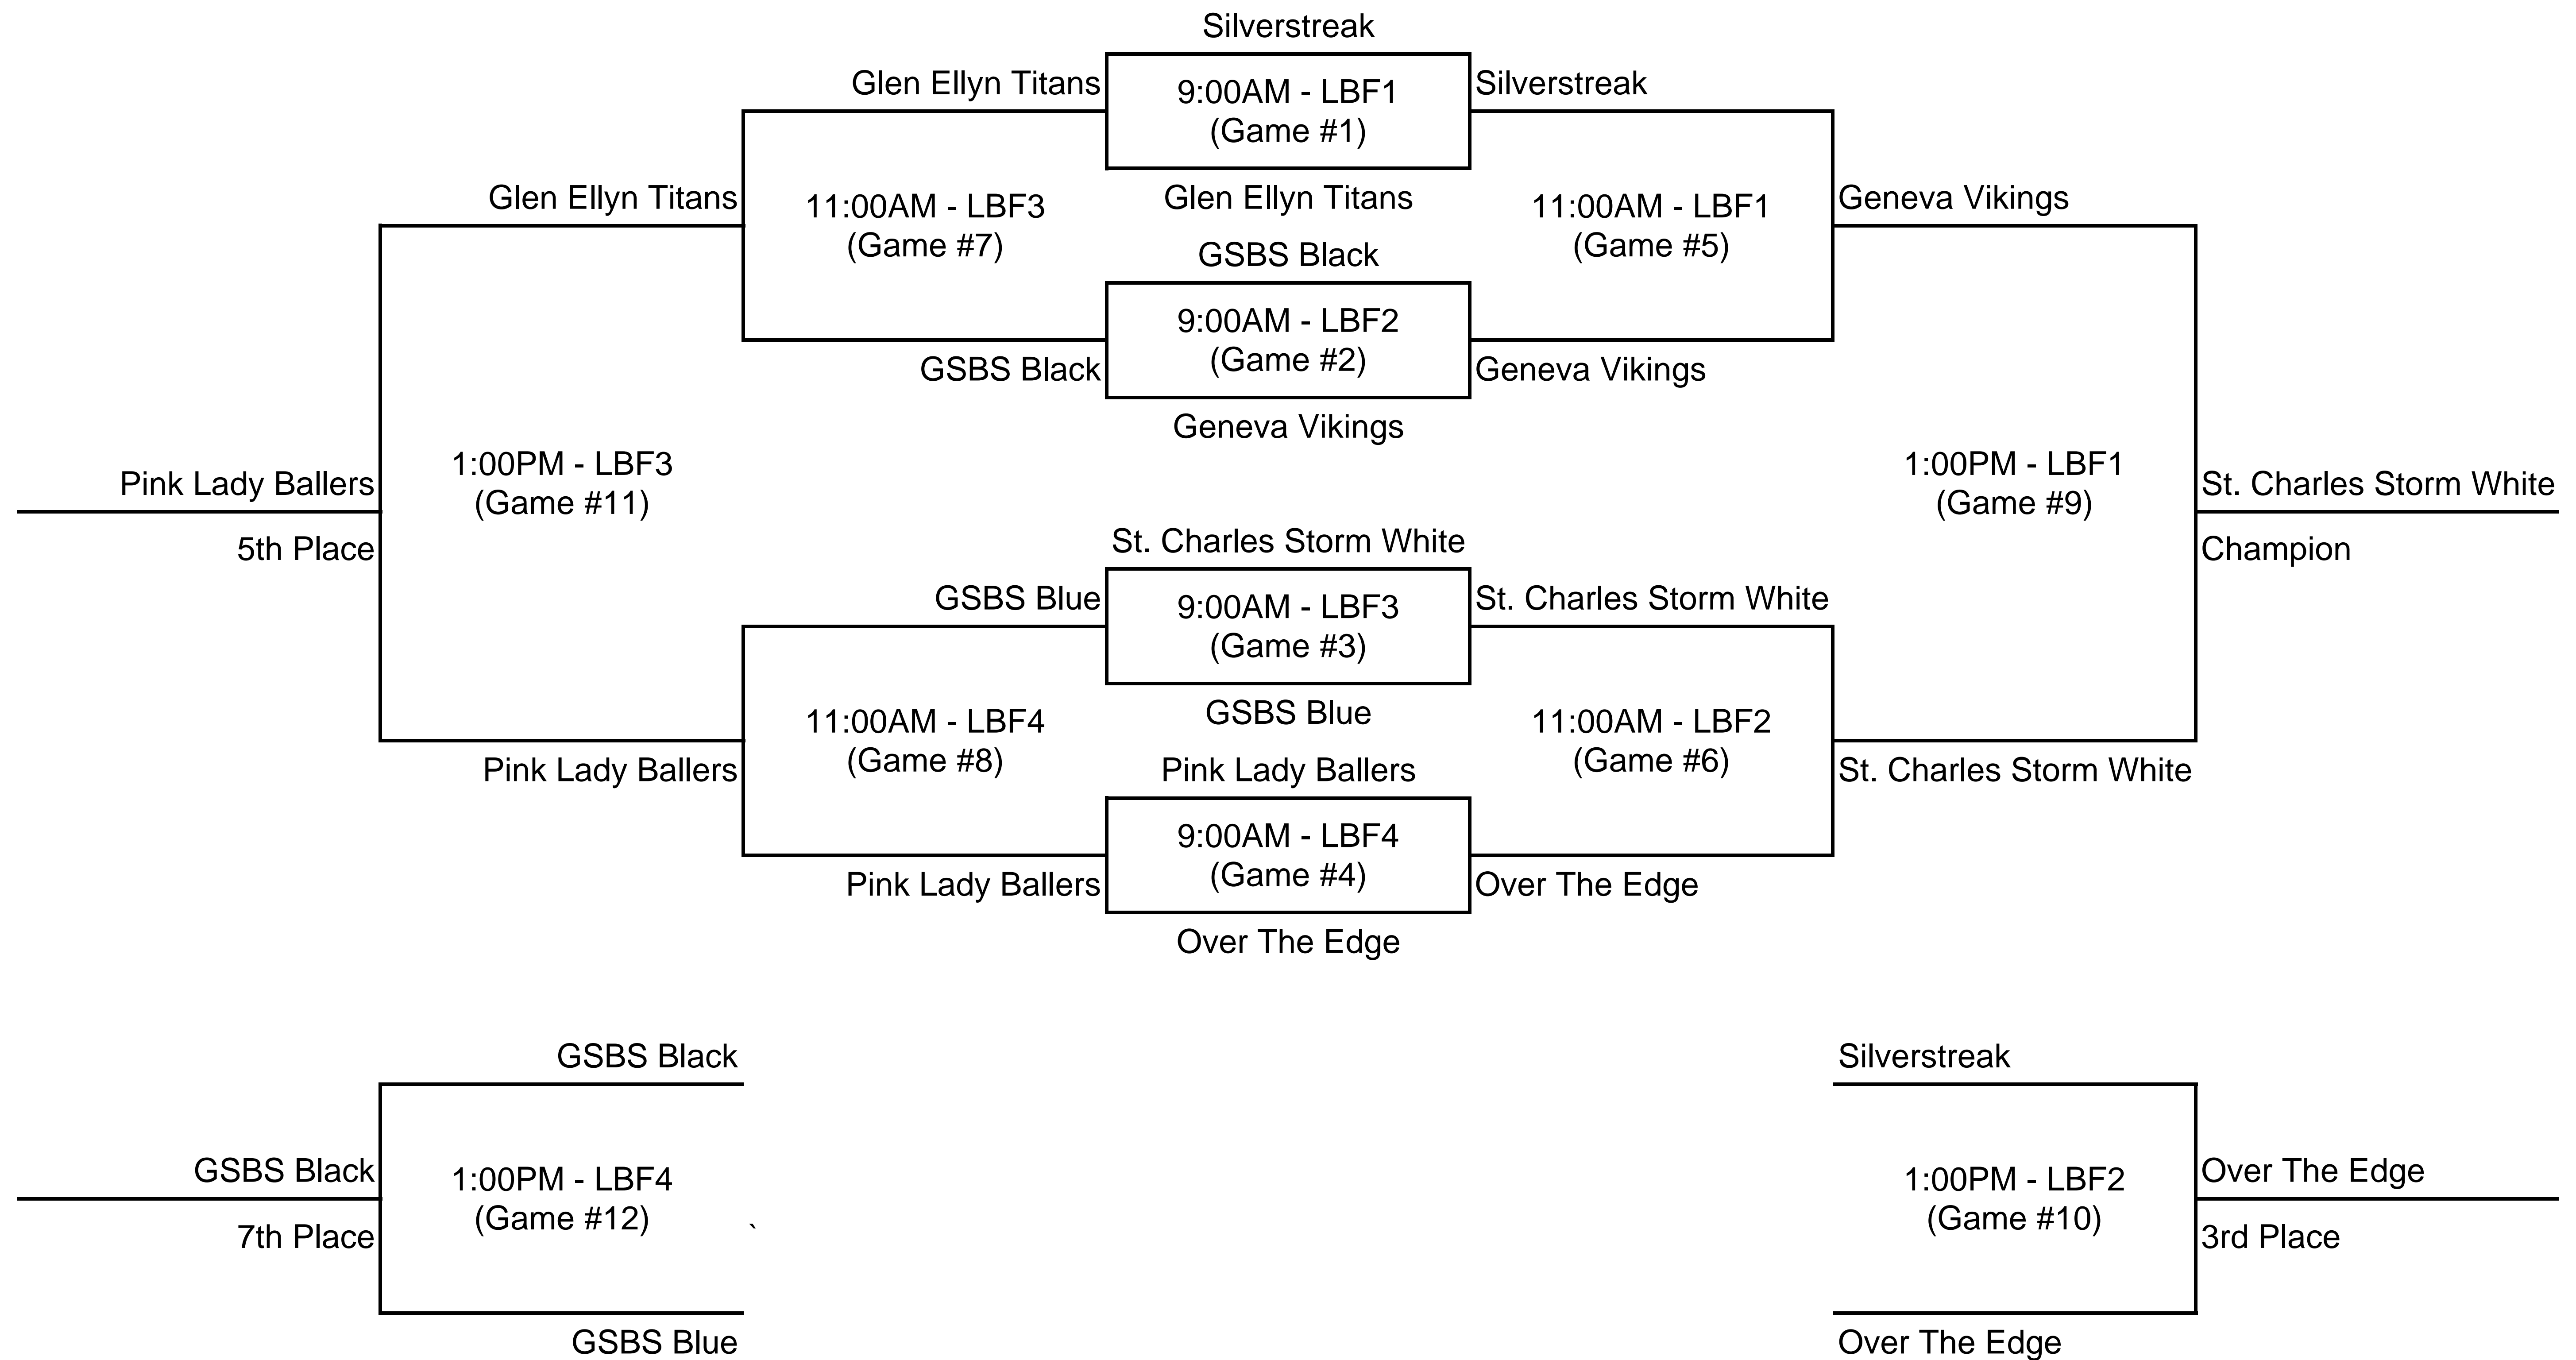 Silverstreak
Glen Ellyn Titans
9:00AM - LBF1
(Game #1)
Silverstreak
Glen Ellyn Titans
11:00AM - LBF3
(Game #7)
Glen Ellyn Titans
11:00AM - LBF1
(Game #5)
Geneva Vikings
GSBS Black
9:00AM - LBF2
(Game #2)
GSBS Black
Geneva Vikings
Geneva Vikings
Pink Lady Ballers
5th Place
1:00PM - LBF3
(Game #11)
1:00PM - LBF1
(Game #9)
St. Charles Storm White
Champion
St. Charles Storm White
GSBS Blue
9:00AM - LBF3
(Game #3)
St. Charles Storm White
GSBS Blue
11:00AM - LBF4
(Game #8)
11:00AM - LBF2
(Game #6)
Pink Lady Ballers
Pink Lady Ballers
St. Charles Storm White
9:00AM - LBF4
(Game #4)
Pink Lady Ballers
Over The Edge
Over The Edge
GSBS Black
Silverstreak
GSBS Black
7th Place
1:00PM - LBF4
(Game #12)
`
1:00PM - LBF2
(Game #10)
Over The Edge
3rd Place
GSBS Blue
Over The Edge